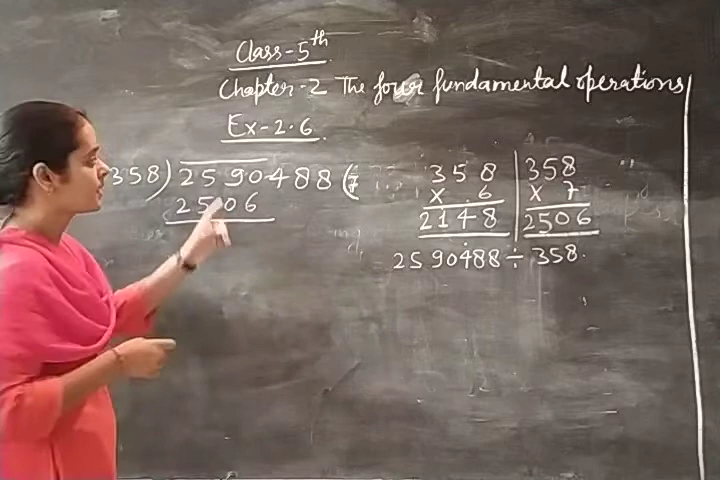 Class-5th
Chapter-2 The four fundamental operations
Ex-2.6
358)2590488(7
2506
358
x 6
2148
358
x 7
2506
2590488÷358.